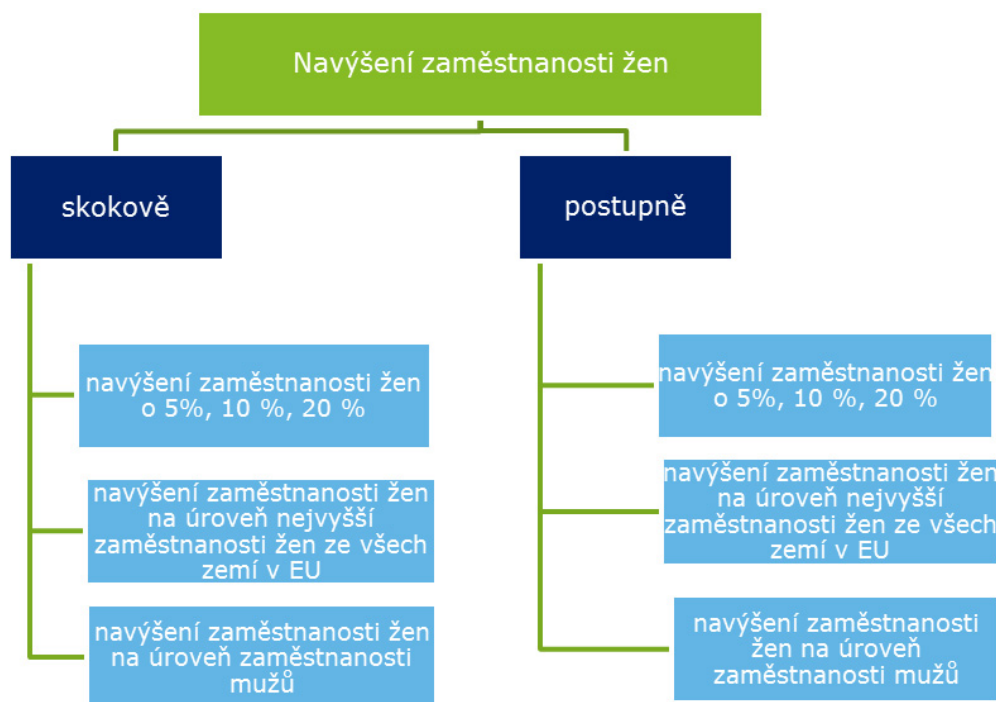 Navýšení zaměstnanosti žen
skokově
navýšení zaměstnanosti žen
o 5%, 10 %, 20 %
navýšení zaměstnanosti žen
na úroveň nejvyšší
zaměstnanosti žen ze všech
zemí v EU
navýšení zaměstnanosti žen
na úroveň zaměstnanosti
mužů
postupně
navýšení zaměstnanosti žen
o 5%, 10 %, 20 %
navýšení zaměstnanosti žen
na úroveň nejvyšší
zaměstnanosti žen ze všech
zemí v EU
navýšení zaměstnanosti
žen na úroveň
zaměstnanosti mužů